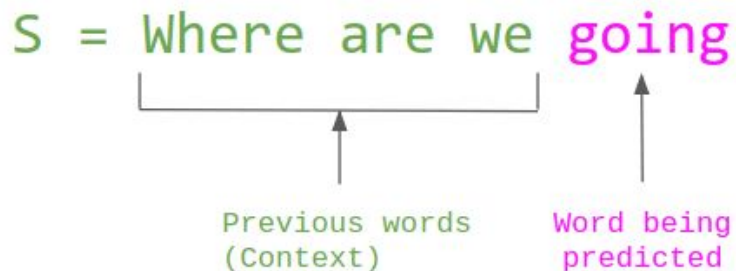 S = Where are we going
Previous words
(Context)
Word being
predicted